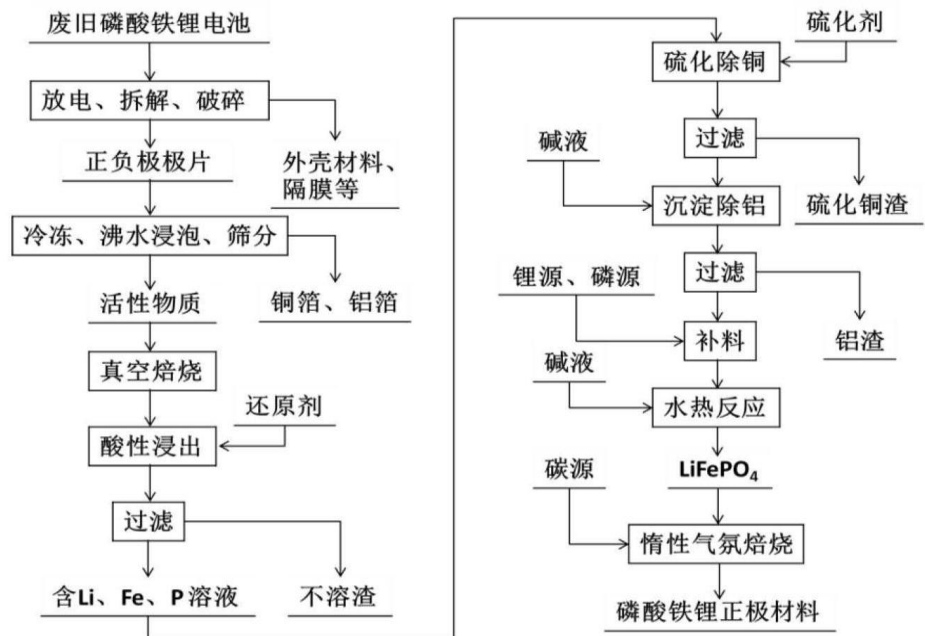 废旧磷酸铁锂电池
放电、拆解、破碎
正负极极片
外壳材料、
隔膜等
冷冻、沸水浸泡、筛分
活性物质
铜箔、铝箔
真空焙烧
还原剂
酸性浸出
过滤
含Li、Fe、P溶液
不溶渣
硫化剂
硫化除铜
过滤
碱液
硫化铜渣
沉淀除铝
过滤
锂源、磷源
铝渣
补料
碱液
水热反应
LiFePO₄
碳源
惰性气氛焙烧
磷酸铁锂正极材料